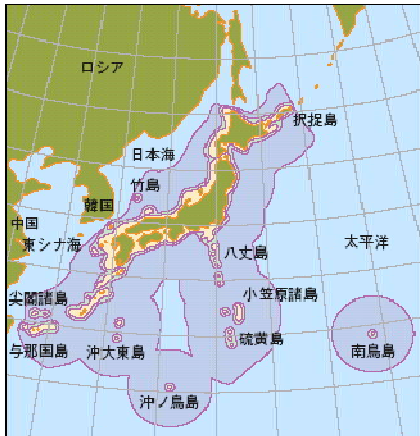 ロシア
択捉島
日本海
竹島
韓国
中国
東シナ海
八丈島
太平洋
尖閣諸島
小笠原諸島
硫黄島
与那国島
沖大東島
南鳥島
沖ノ鳥島